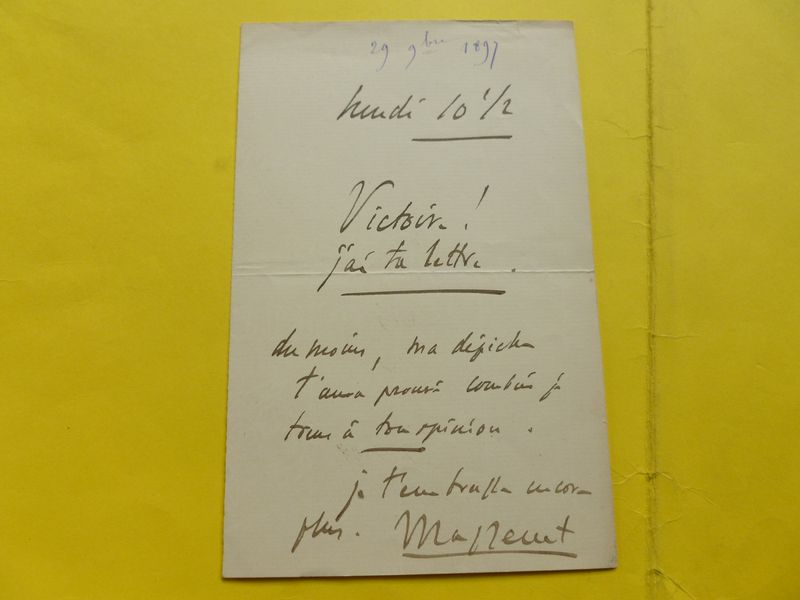 29 9bre 1897
lundi 10 1/2
Victoire!
j'ai ta lettre.
du moins, ma dépêche
t'aura prouvé combien je
tiens à ton opinion.
je t'embrasse encore
plus. Massenet